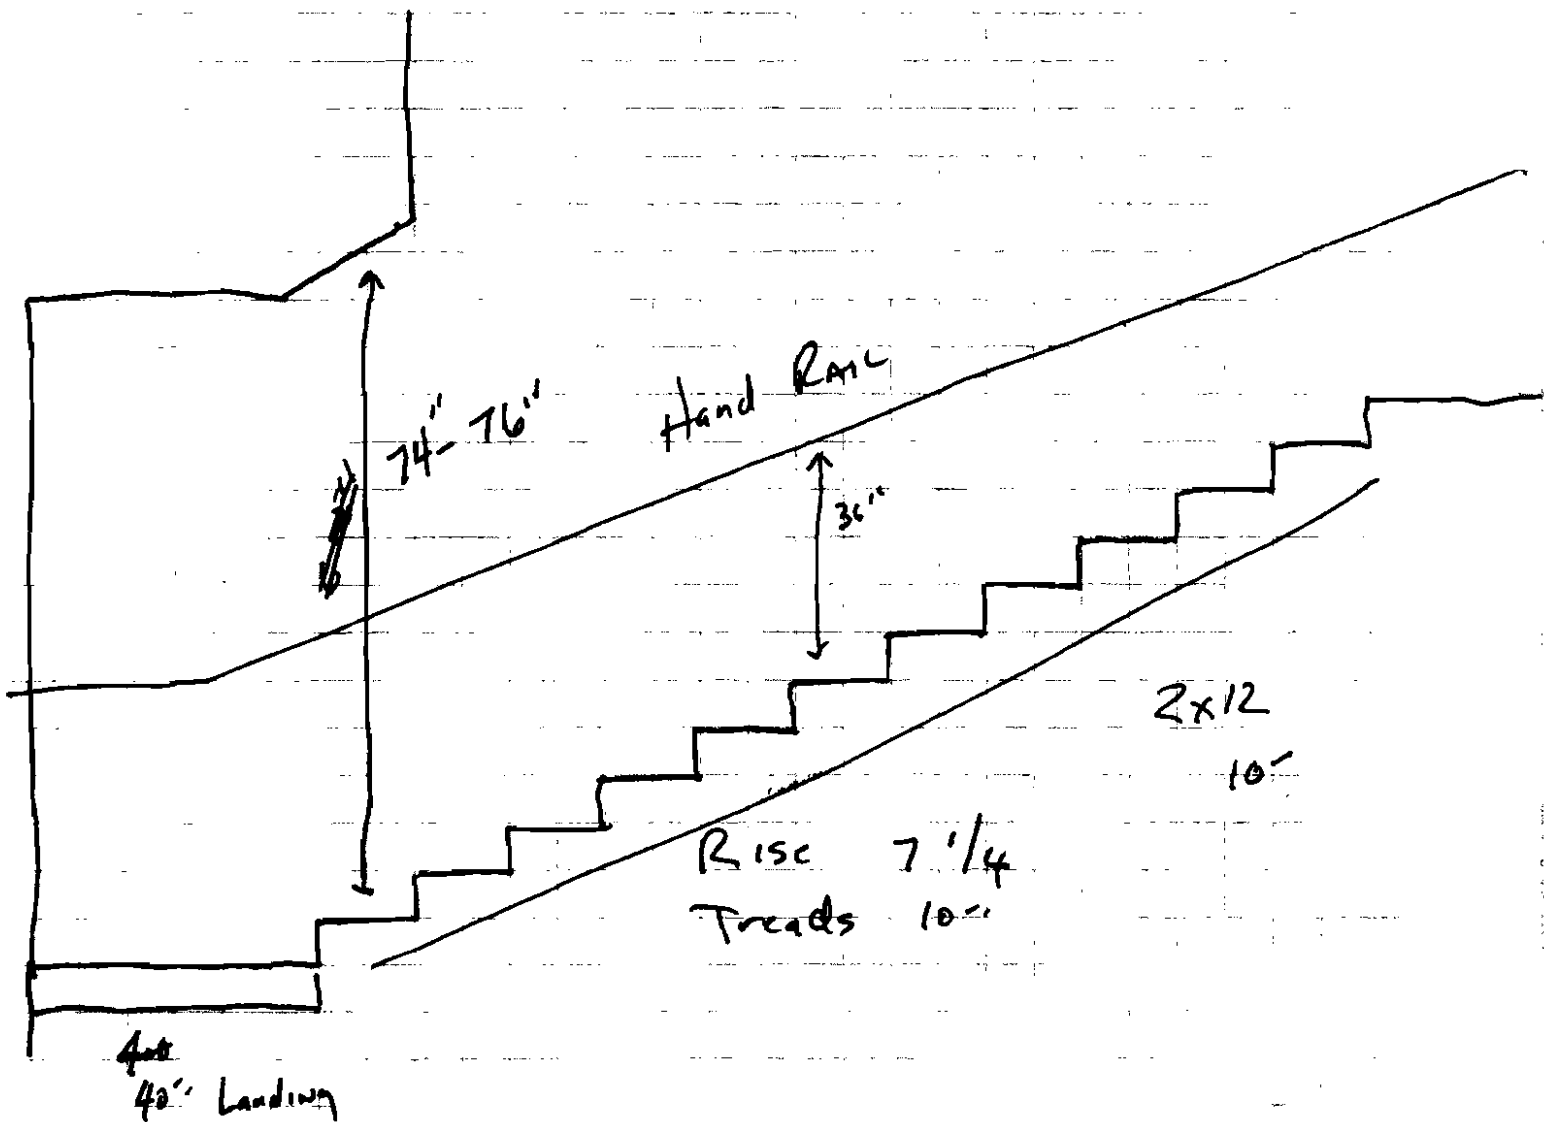 Hand Rail
74"- 76"
36"
2x12
10"
Rise 7 1/4
Treads 10"
40" Landing